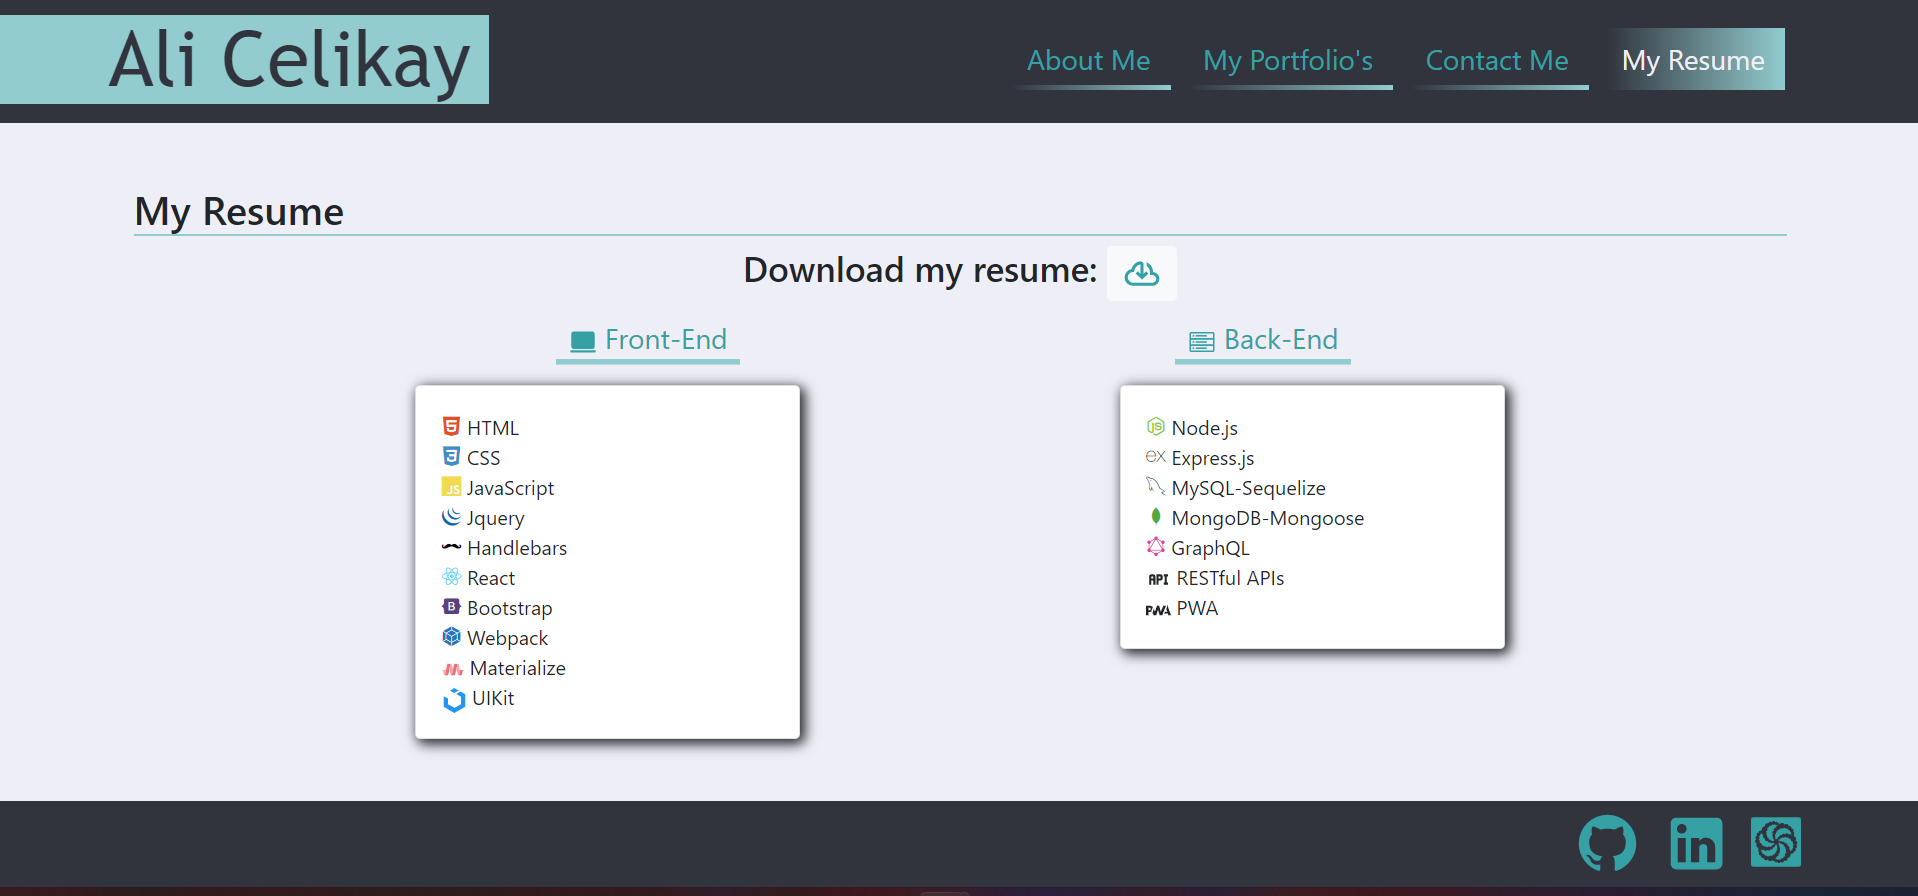 Ali Celikay
About Me
My Portfolio's
Contact Me
My Resume
My Resume
Download my resume:
Front-End
HTML
CSS
JS JavaScript
Jquery
Handlebars
React
B Bootstrap
Webpack
Materialize
UIKit
Back-End
JS Node.js
ex Express.js
MySQL-Sequelize
MongoDB-Mongoose
GraphQL
API RESTful APIs
PWA PWA
in